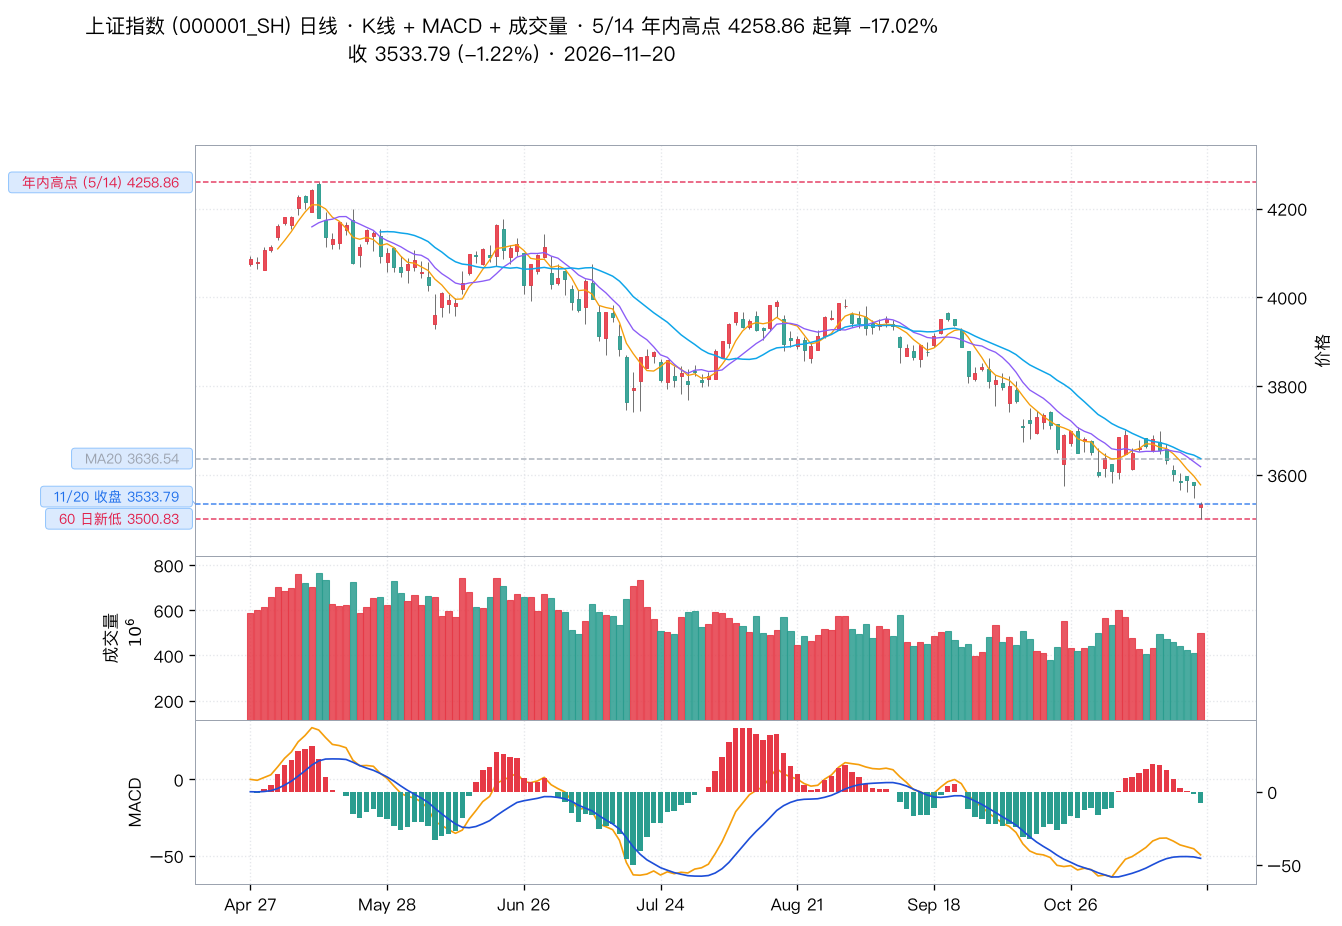 上证指数 (000001_SH) 日线 · K线 + MACD + 成交量 · 5/14 年内高点 4258.86 起算 −17.02%
收 3533.79 (−1.22%) · 2026−11−20
年内高点 (5/14) 4258.86
MA20 3636.54
11/20 收盘 3533.79
60 日新低 3500.83
4200
4000
3800
3600
价格
800
600
400
200
成交量
10⁶
0
−50
MACD
0
−50
Apr 27
May 28
Jun 26
Jul 24
Aug 21
Sep 18
Oct 26